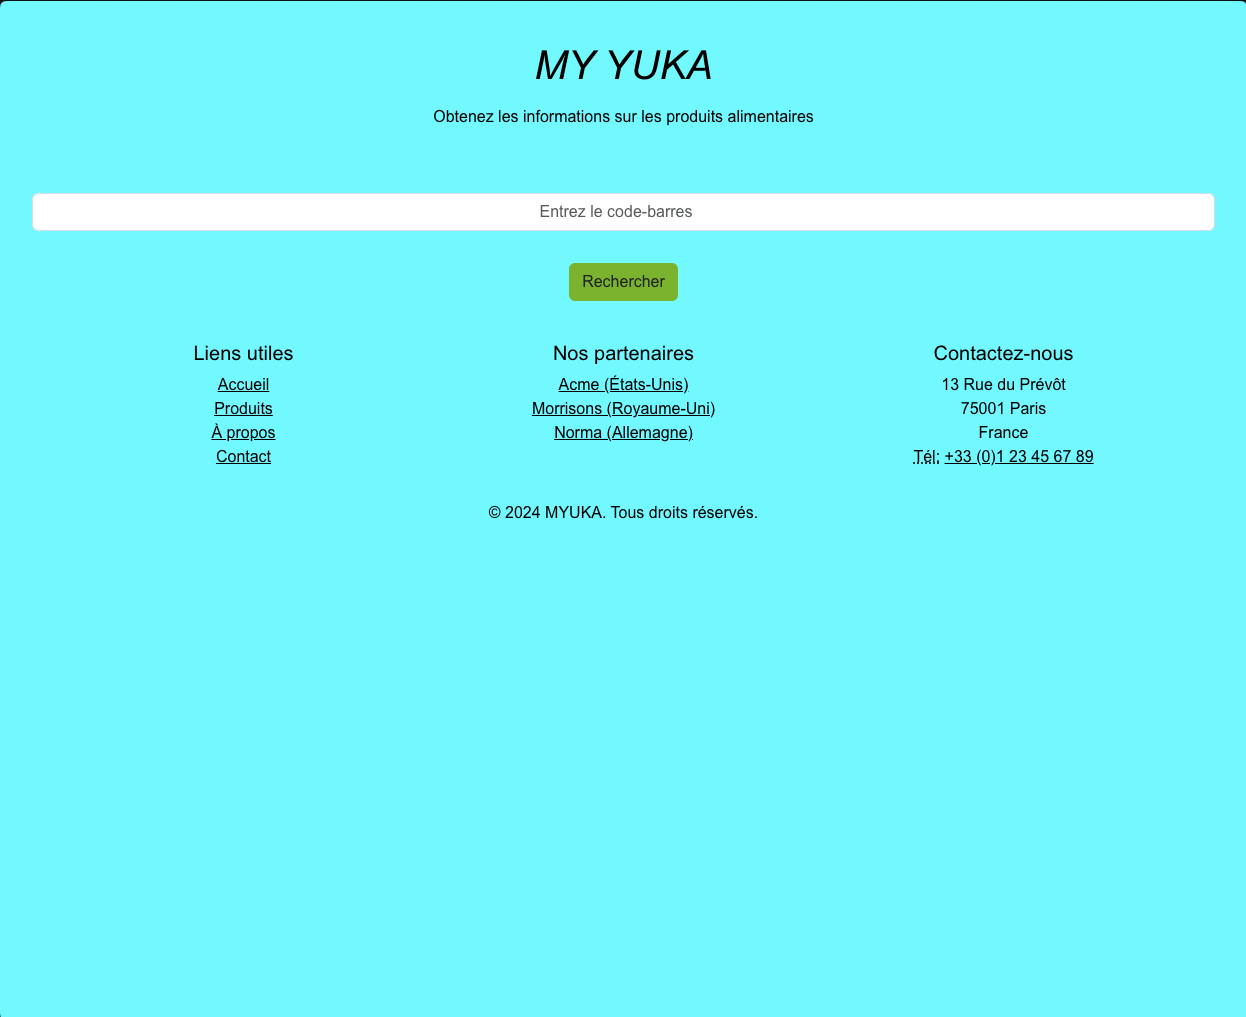 MY YUKA
Obtenez les informations sur les produits alimentaires
Entrez le code-barres
Rechercher
Liens utiles
Accueil
Produits
À propos
Contact
Nos partenaires
Acme (États-Unis)
Morrisons (Royaume-Uni)
Norma (Allemagne)
Contactez-nous
13 Rue du Prévôt
75001 Paris
France
Tél: +33 (0)1 23 45 67 89
© 2024 MYUKA. Tous droits réservés.